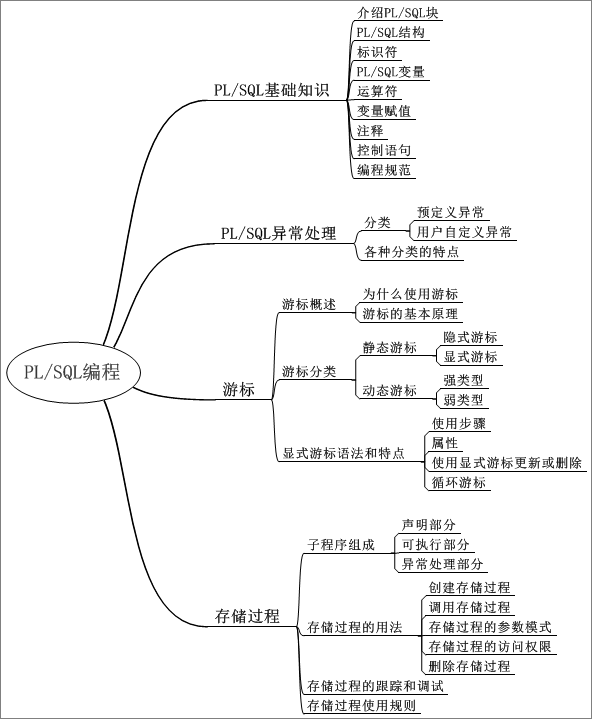 PL/SQL编程
PL/SQL基础知识
介绍PL/SQL块
PL/SQL结构
标识符
PL/SQL变量
运算符
变量赋值
注释
控制语句
编程规范
PL/SQL异常处理
分类
预定义异常
用户自定义异常
各种分类的特点
游标
游标概述
为什么使用游标
游标的基本原理
游标分类
静态游标
隐式游标
显式游标
动态游标
强类型
弱类型
显式游标语法和特点
使用步骤
属性
使用显式游标更新或删除
循环游标
存储过程
子程序组成
声明部分
可执行部分
异常处理部分
存储过程的用法
创建存储过程
调用存储过程
存储过程的参数模式
存储过程的访问权限
删除存储过程
存储过程的跟踪和调试
存储过程使用规则